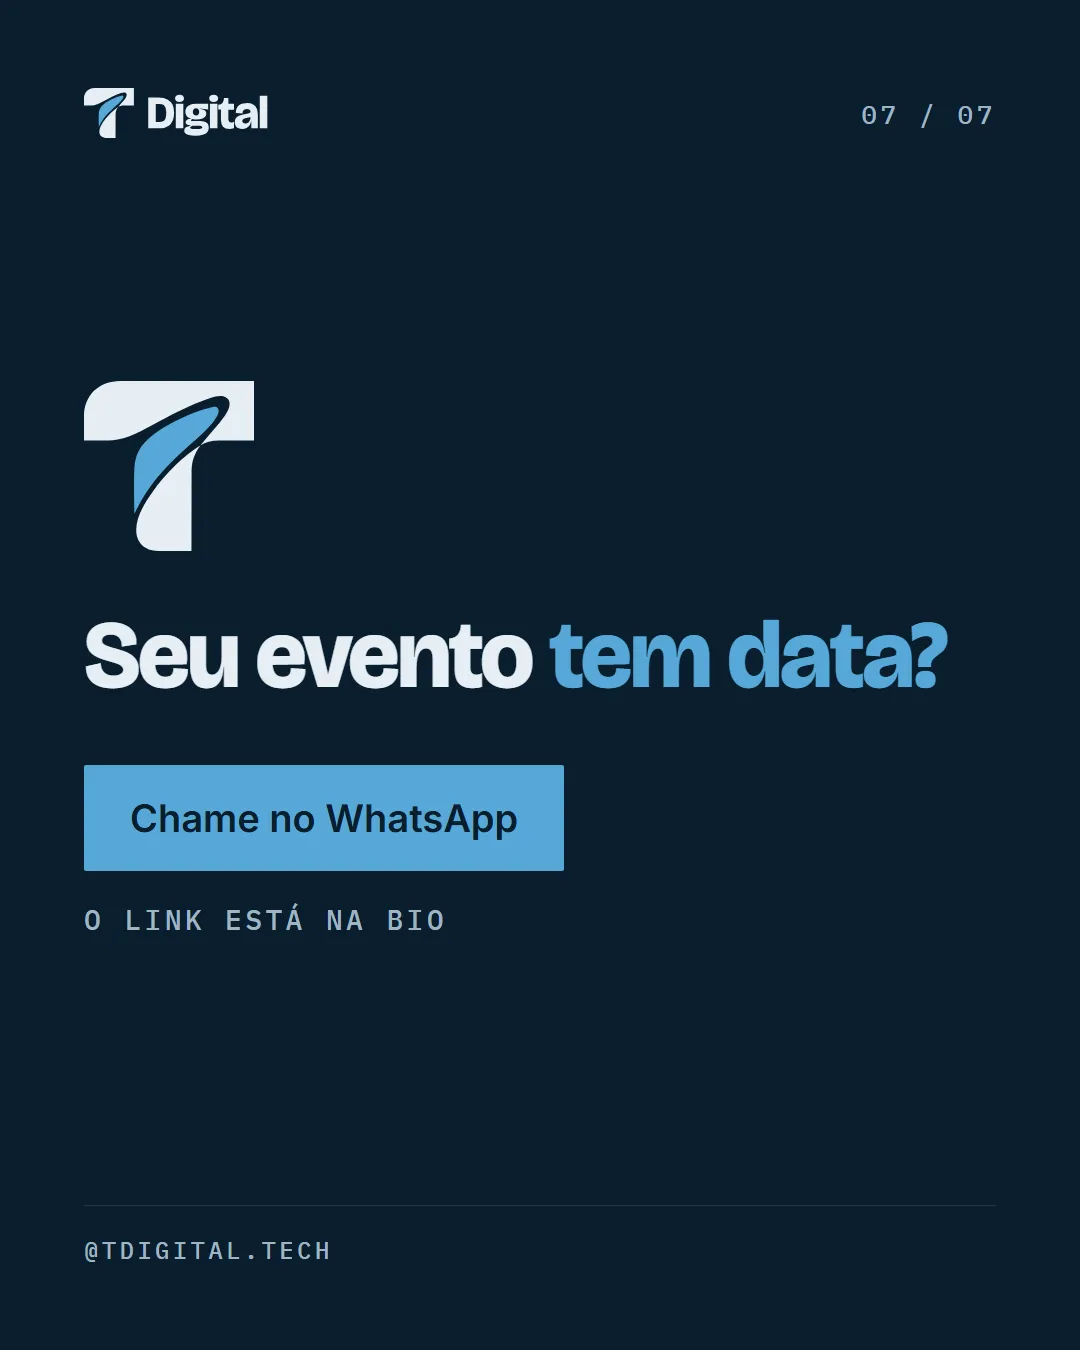 Digital
07 / 07
Seu evento tem data?
Chame no WhatsApp
O LINK ESTÁ NA BIO
@TDIGITAL.TECH